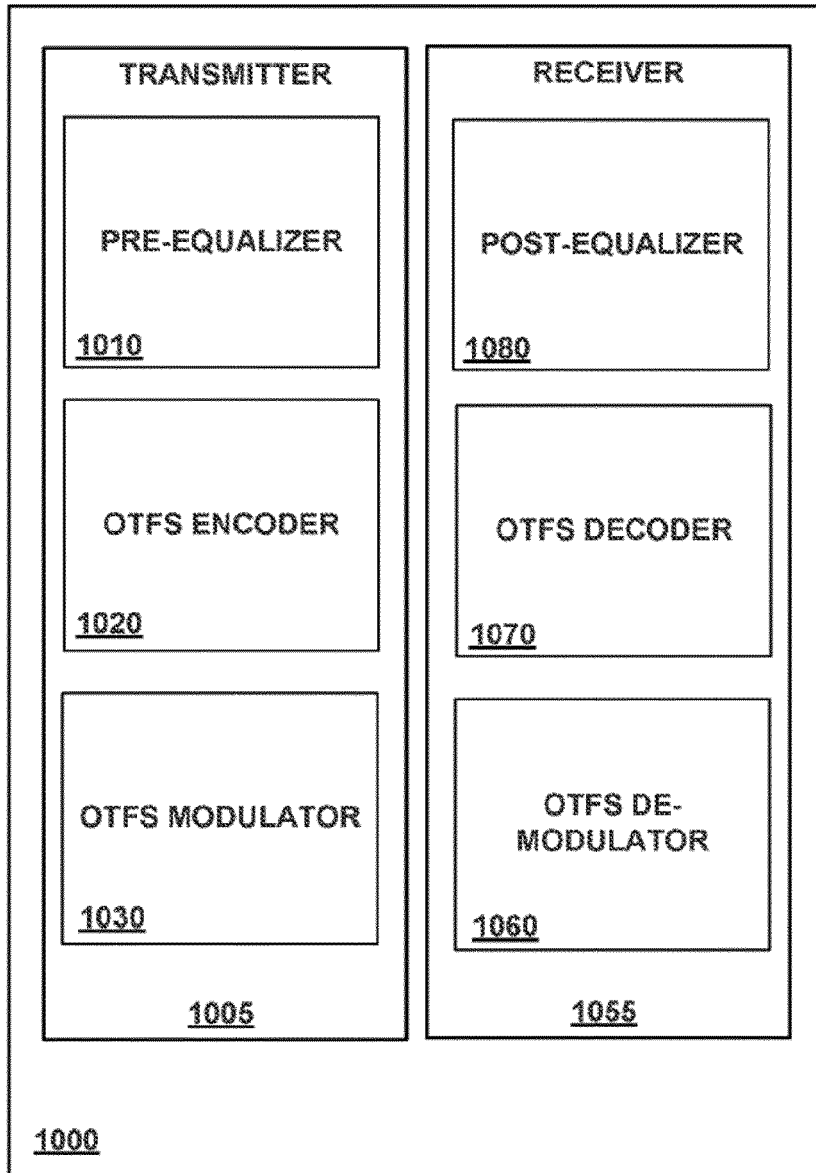 TRANSMITTER
PRE-EQUALIZER
1010
OTFS ENCODER
1020
OTFS MODULATOR
1030
1005
RECEIVER
POST-EQUALIZER
1080
OTFS DECODER
1070
OTFS DE-
MODULATOR
1060
1055
1000